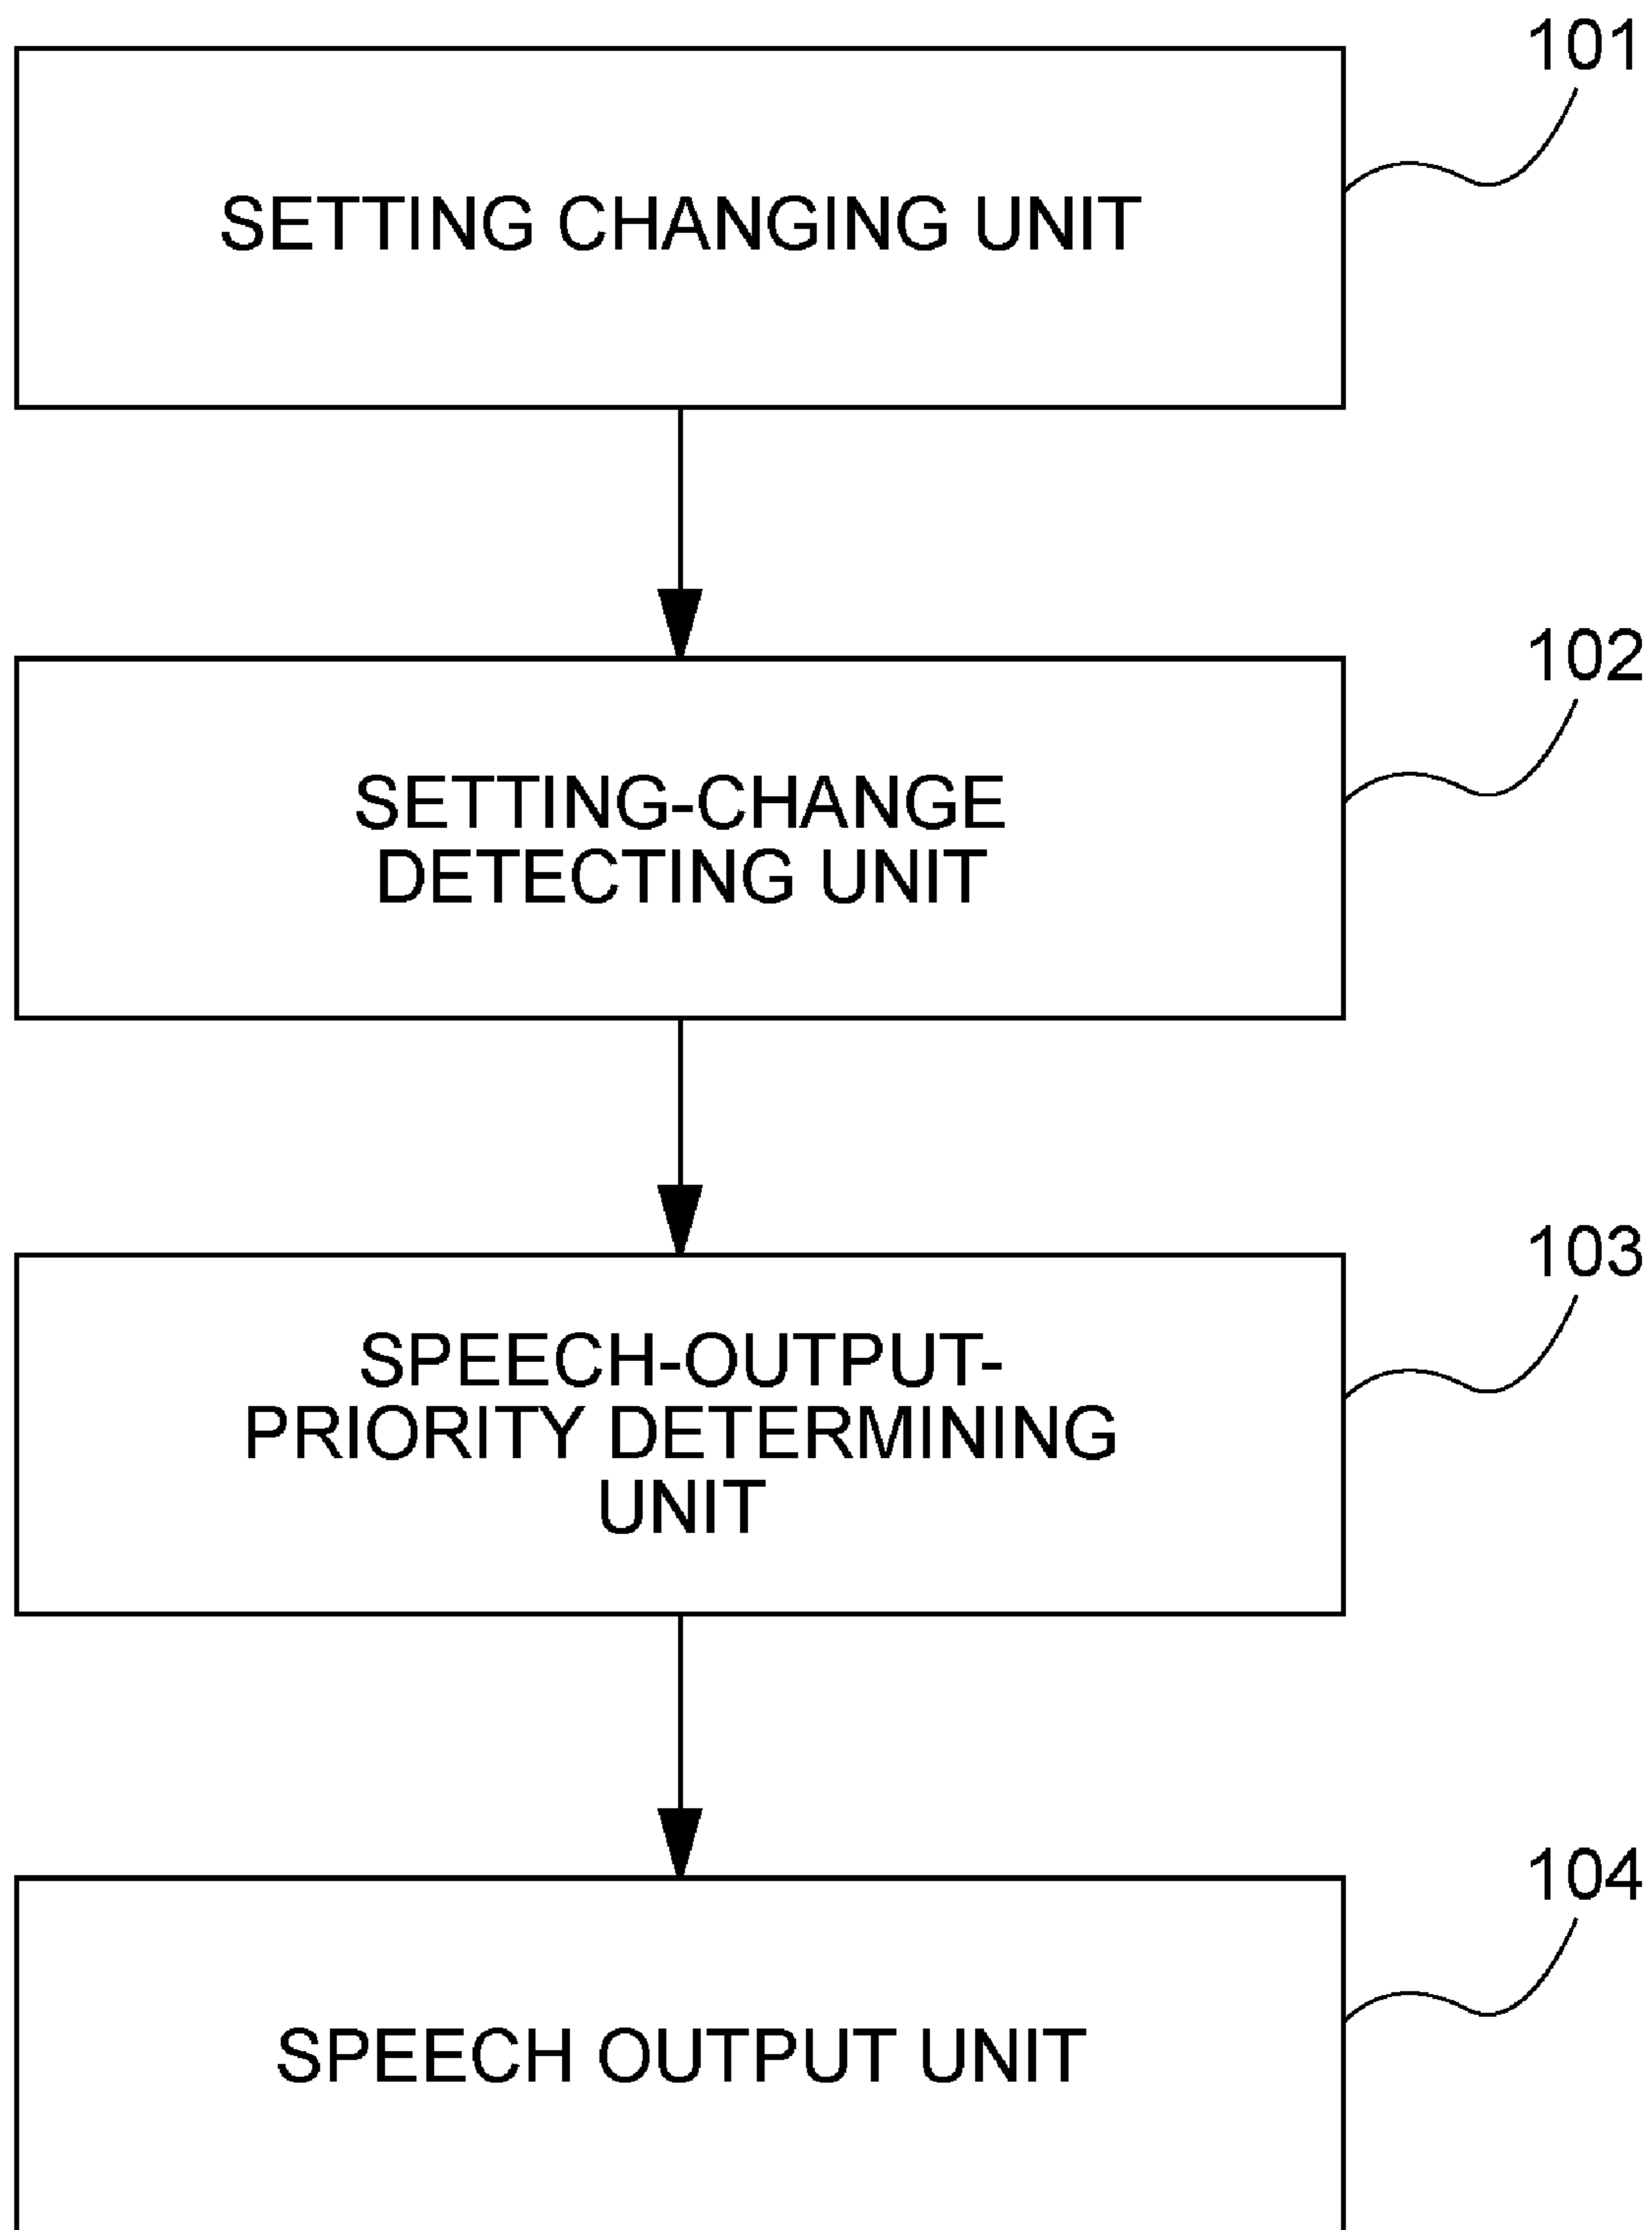 101
SETTING CHANGING UNIT
102
SETTING-CHANGE
DETECTING UNIT
103
SPEECH-OUTPUT-
PRIORITY DETERMINING
UNIT
104
SPEECH OUTPUT UNIT